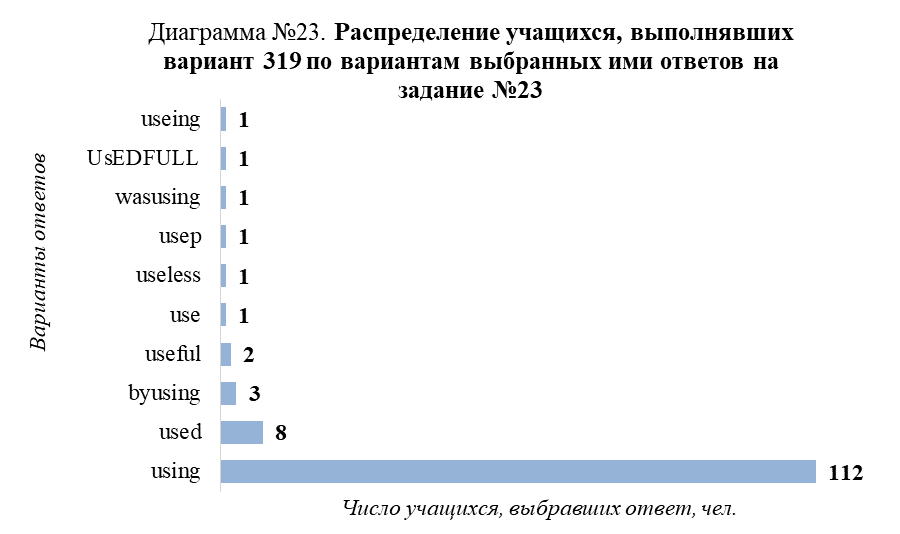 Диаграмма №23. Распределение учащихся, выполнявших
вариант 319 по вариантам выбранных ими ответов на
задание №23
Варианты ответов
useing 1
UsEDFULL 1
wasusing 1
usep 1
useless 1
use 1
useful 2
byusing 3
used 8
using 112
Число учащихся, выбравших ответ, чел.